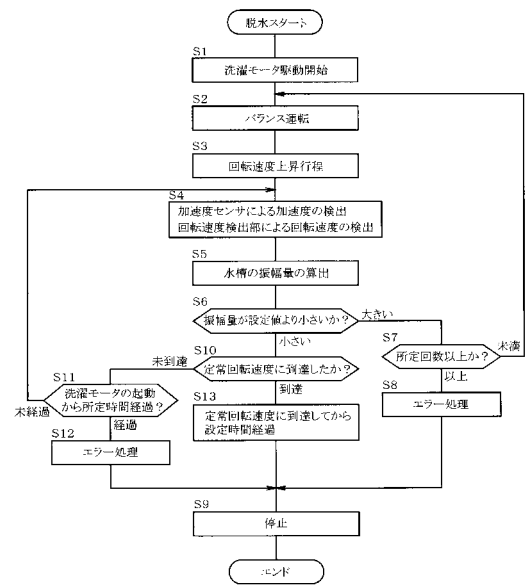 脱水スタート
S1
洗濯モータ駆動開始
S2
バランス運転
S3
回転速度上昇行程
S4
加速度センサによる加速度の検出
回転速度検出部による回転速度の検出
S5
水槽の振幅量の算出
S6
振幅量が設定値より小さいか?
大きい
小さい
S7
所定回数以上か?
未満
以上
S8
エラー処理
S10
定常回転速度に到達したか?
未到達
到達
S11
洗濯モータの起動
から所定時間経過?
未経過
経過
S12
エラー処理
S13
定常回転速度に到達してから
設定時間経過
S9
停止
エンド